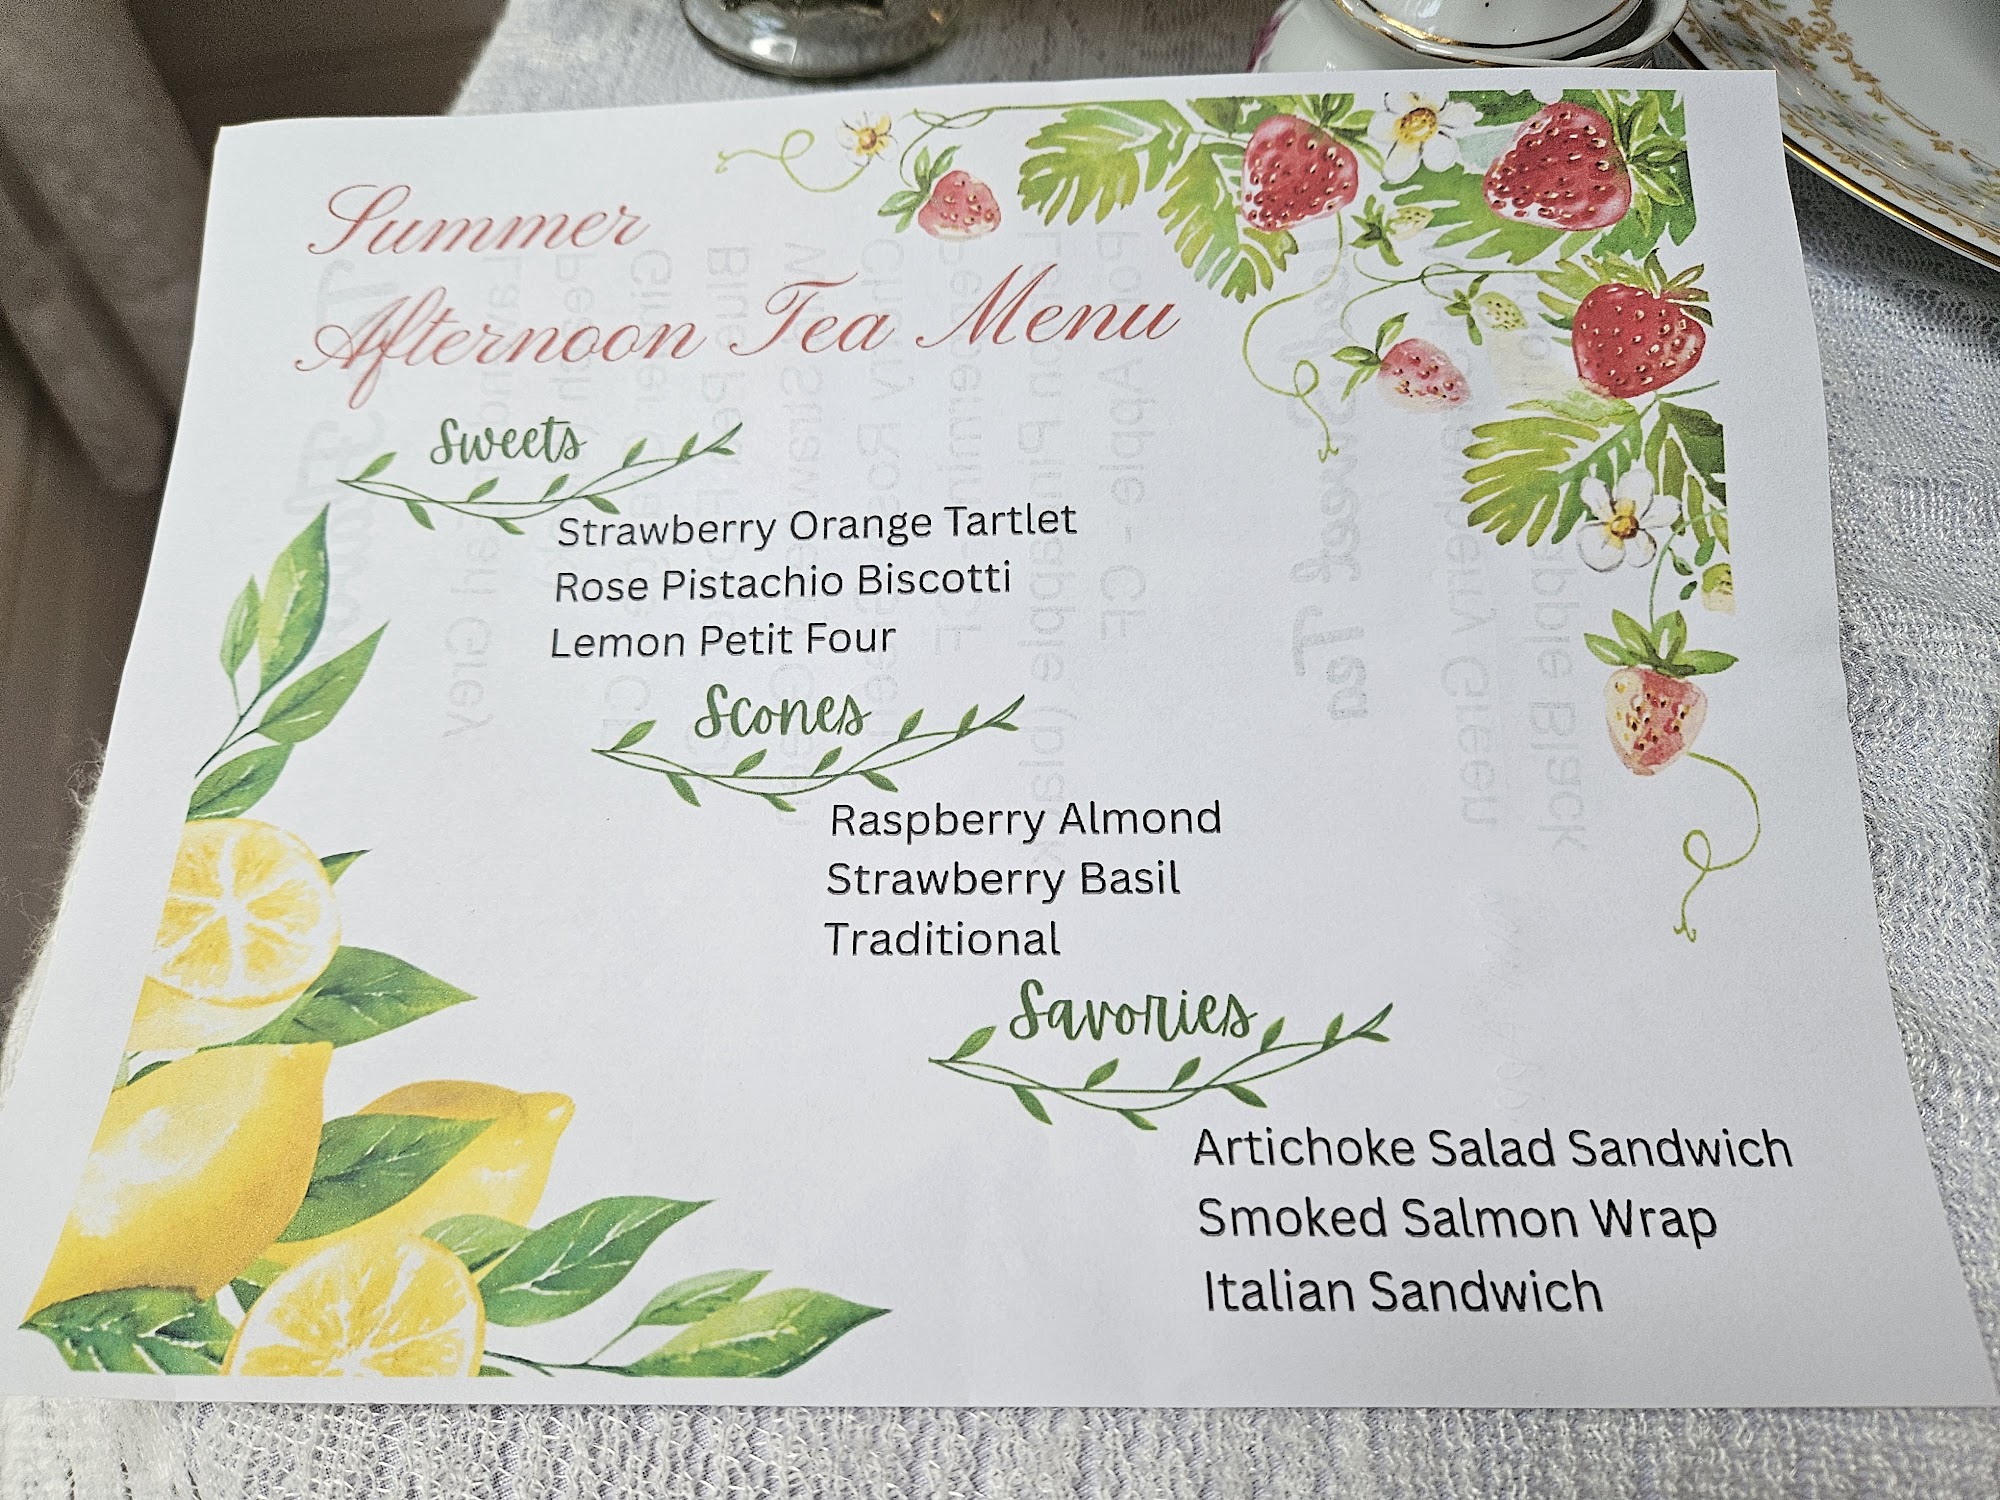 Summer
Afternoon Tea Menu
Sweets
Strawberry Orange Tartlet
Rose Pistachio Biscotti
Lemon Petit Four
Scones
Raspberry Almond
Strawberry Basil
Traditional
Savories
Artichoke Salad Sandwich
Smoked Salmon Wrap
Italian Sandwich